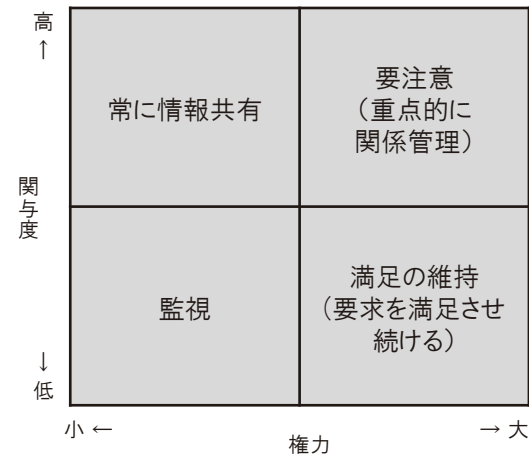 高
↑
関与度
↓
低
常に情報共有
要注意
（重点的に
関係管理）
監視
満足の維持
（要求を満足させ
続ける）
小 ←
→ 大
権力